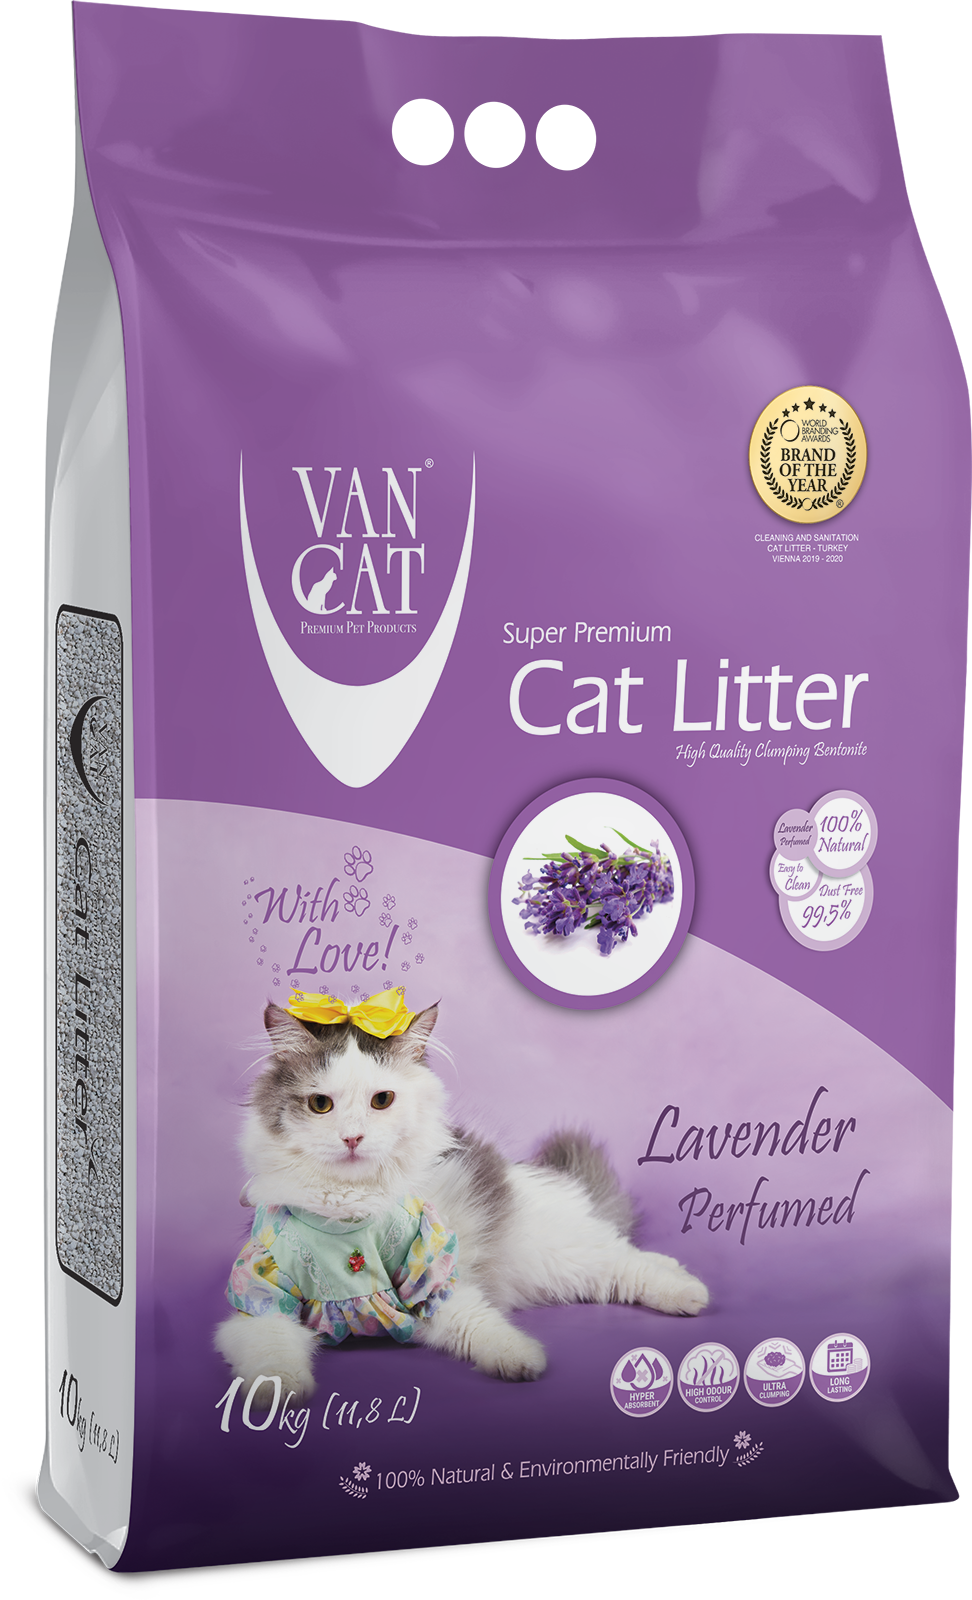 WORLD
BRANDING
AWARDS
BRAND
OF THE
YEAR
®
CLEANING AND SANITATION
CAT LITTER - TURKEY
VIENNA 2019 - 2020
VAN®
CAT
PREMIUM PET PRODUCTS
Super Premium
Cat Litter
High Quality Clumping Bentonite
Lavender
Perfumed
100%
Natural
Easy to
Clean
Dust Free
99,5%
With
Love!
Lavender
Perfumed
HYPER
ABSORBENT
HIGH ODOUR
CONTROL
ULTRA
CLUMPING
LONG
LASTING
10kg (11,8 L)
100% Natural & Environmentally Friendly
VAN
CAT
Cat Litter
10kg (11,8 L)